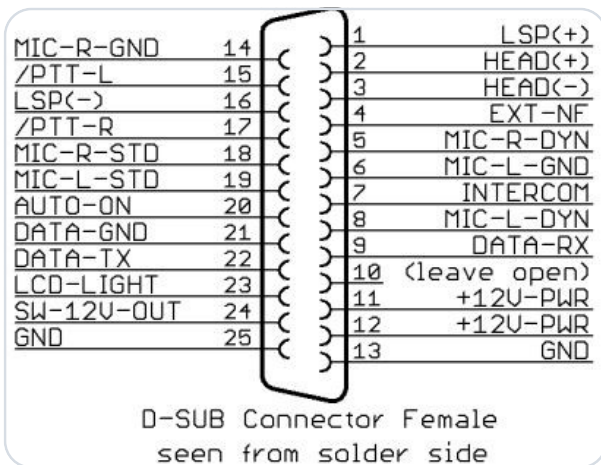 MIC-R-GND 14
/PTT-L 15
LSP(-) 16
/PTT-R 17
MIC-R-STD 18
MIC-L-STD 19
AUTO-ON 20
DATA-GND 21
DATA-TX 22
LCD-LIGHT 23
SW-12V-OUT 24
GND 25
1 LSP(+)
2 HEAD(+)
3 HEAD(-)
4 EXT-NF
5 MIC-R-DYN
6 MIC-L-GND
7 INTERCOM
8 MIC-L-DYN
9 DATA-RX
10 (leave open)
11 +12V-PWR
12 +12V-PWR
13 GND
D-SUB Connector Female
seen from solder side